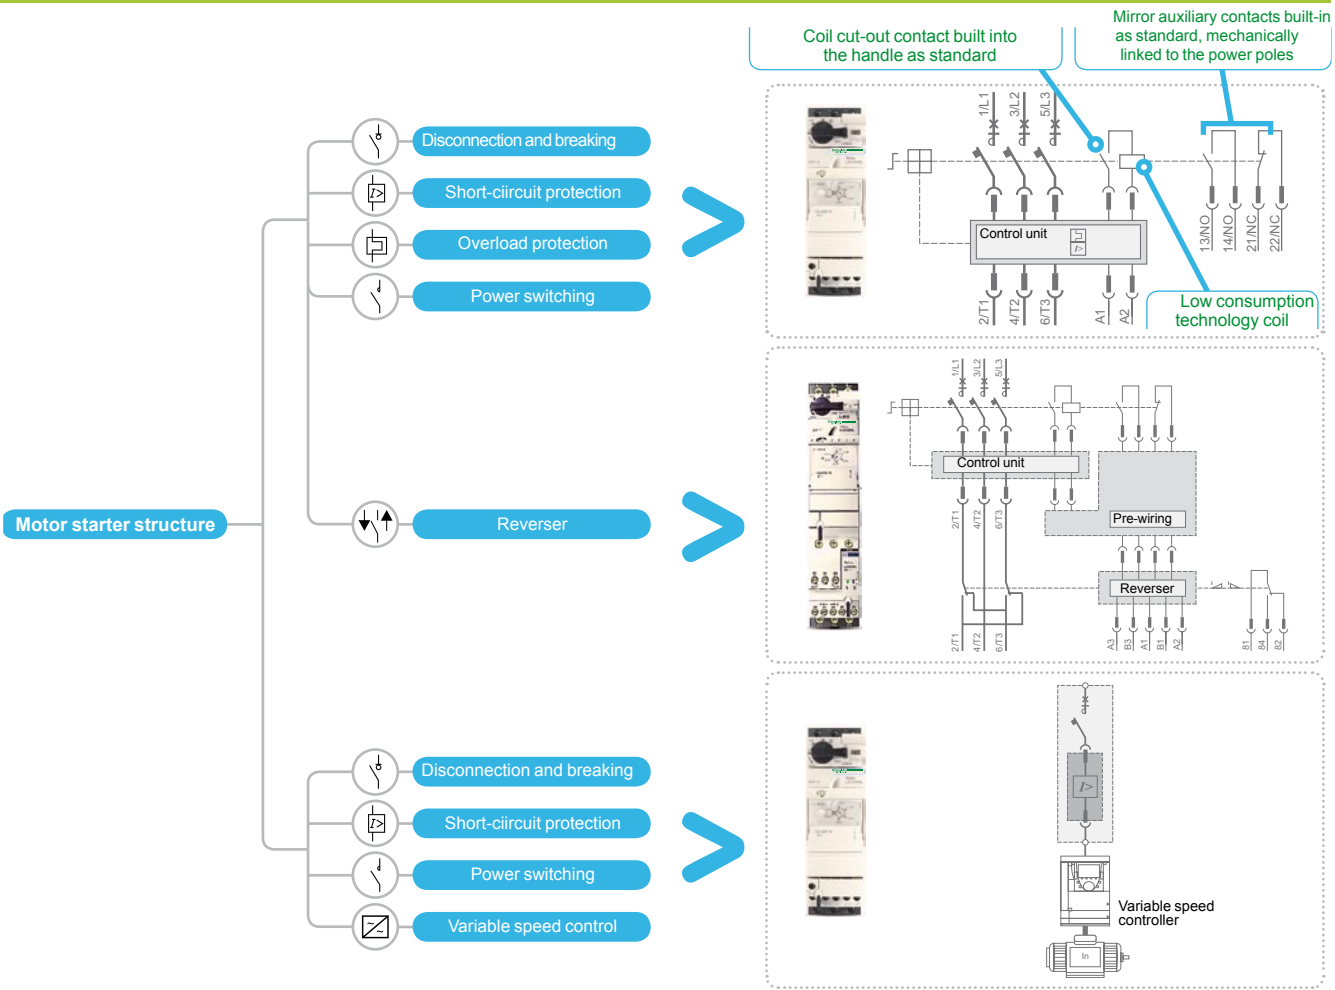 Coil cut-out contact built into
the handle as standard
Mirror auxiliary contacts built-in
as standard, mechanically
linked to the power poles
Disconnection and breaking
Short-ciircuit protection
Overload protection
Power switching
1/L1
3/L2
5/L3
Control unit
I>
2/T1
4/T2
6/T3
A1
A2
13/NO
14/NO
21/NC
22/NC
Low consumption
technology coil
Motor starter structure
Reverser
1/L1
3/L2
5/L3
Control unit
2/T1
4/T2
6/T3
Pre-wiring
Reverser
2/T1
4/T2
6/T3
A3
B3
A1
B1
A2
81
84
82
Disconnection and breaking
Short-ciircuit protection
Power switching
Variable speed control
I>
Variable speed
controller
In